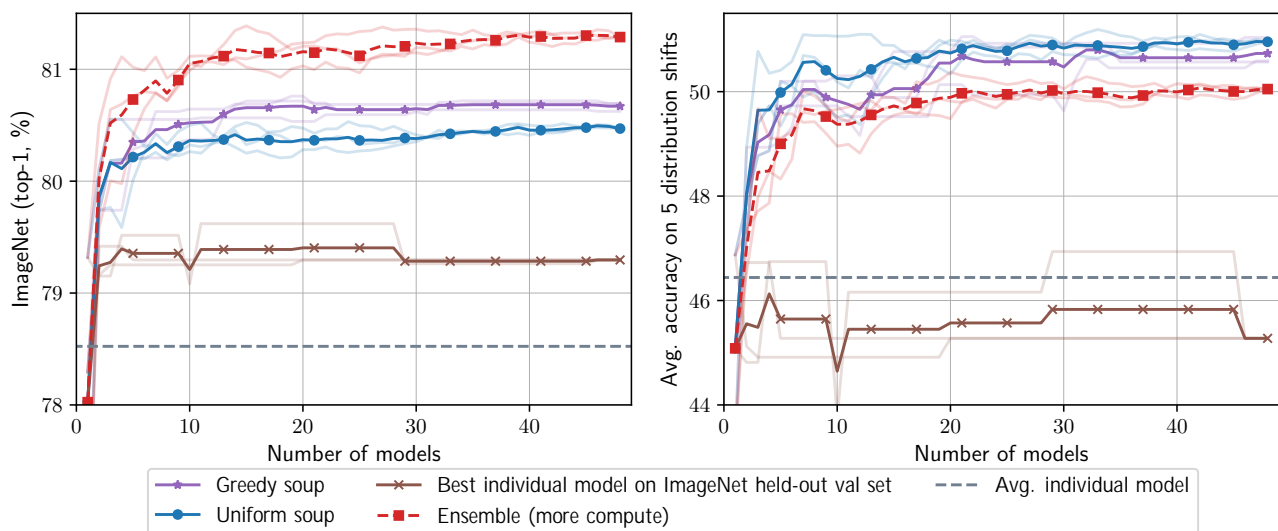 ImageNet (top-1, %)
81
80
79
78
0
10
20
30
40
Number of models
Avg. accuracy on 5 distribution shifts
50
48
46
44
0
10
20
30
40
Number of models
Greedy soup
Uniform soup
Best individual model on ImageNet held-out val set
Ensemble (more compute)
Avg. individual model